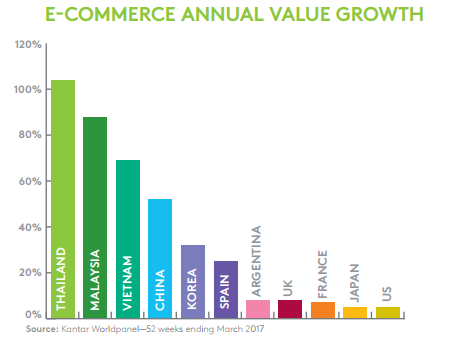 E-COMMERCE ANNUAL VALUE GROWTH
120%
100%
80%
60%
40%
20%
0%
THAILAND
MALAYSIA
VIETNAM
CHINA
KOREA
SPAIN
ARGENTINA
UK
FRANCE
JAPAN
US
Source: Kantar Worldpanel—52 weeks ending March 2017